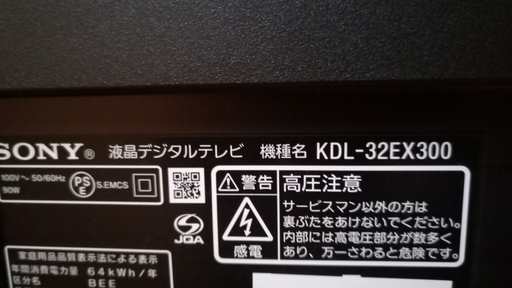 SONY® 液晶デジタルテレビ 機種名 KDL-32EX300
100V～50/60Hz
90W
PSE
S.EMCS
JQA
警告 高圧注意
感電
サービスマン以外の方は
裏ぶたをあけないでください。
内部には高電圧部分が数多く
あり、万一さわると危険です。
家庭用品品質表示法による表示
年間消費電力量 64kWh/年
区分名 BEE